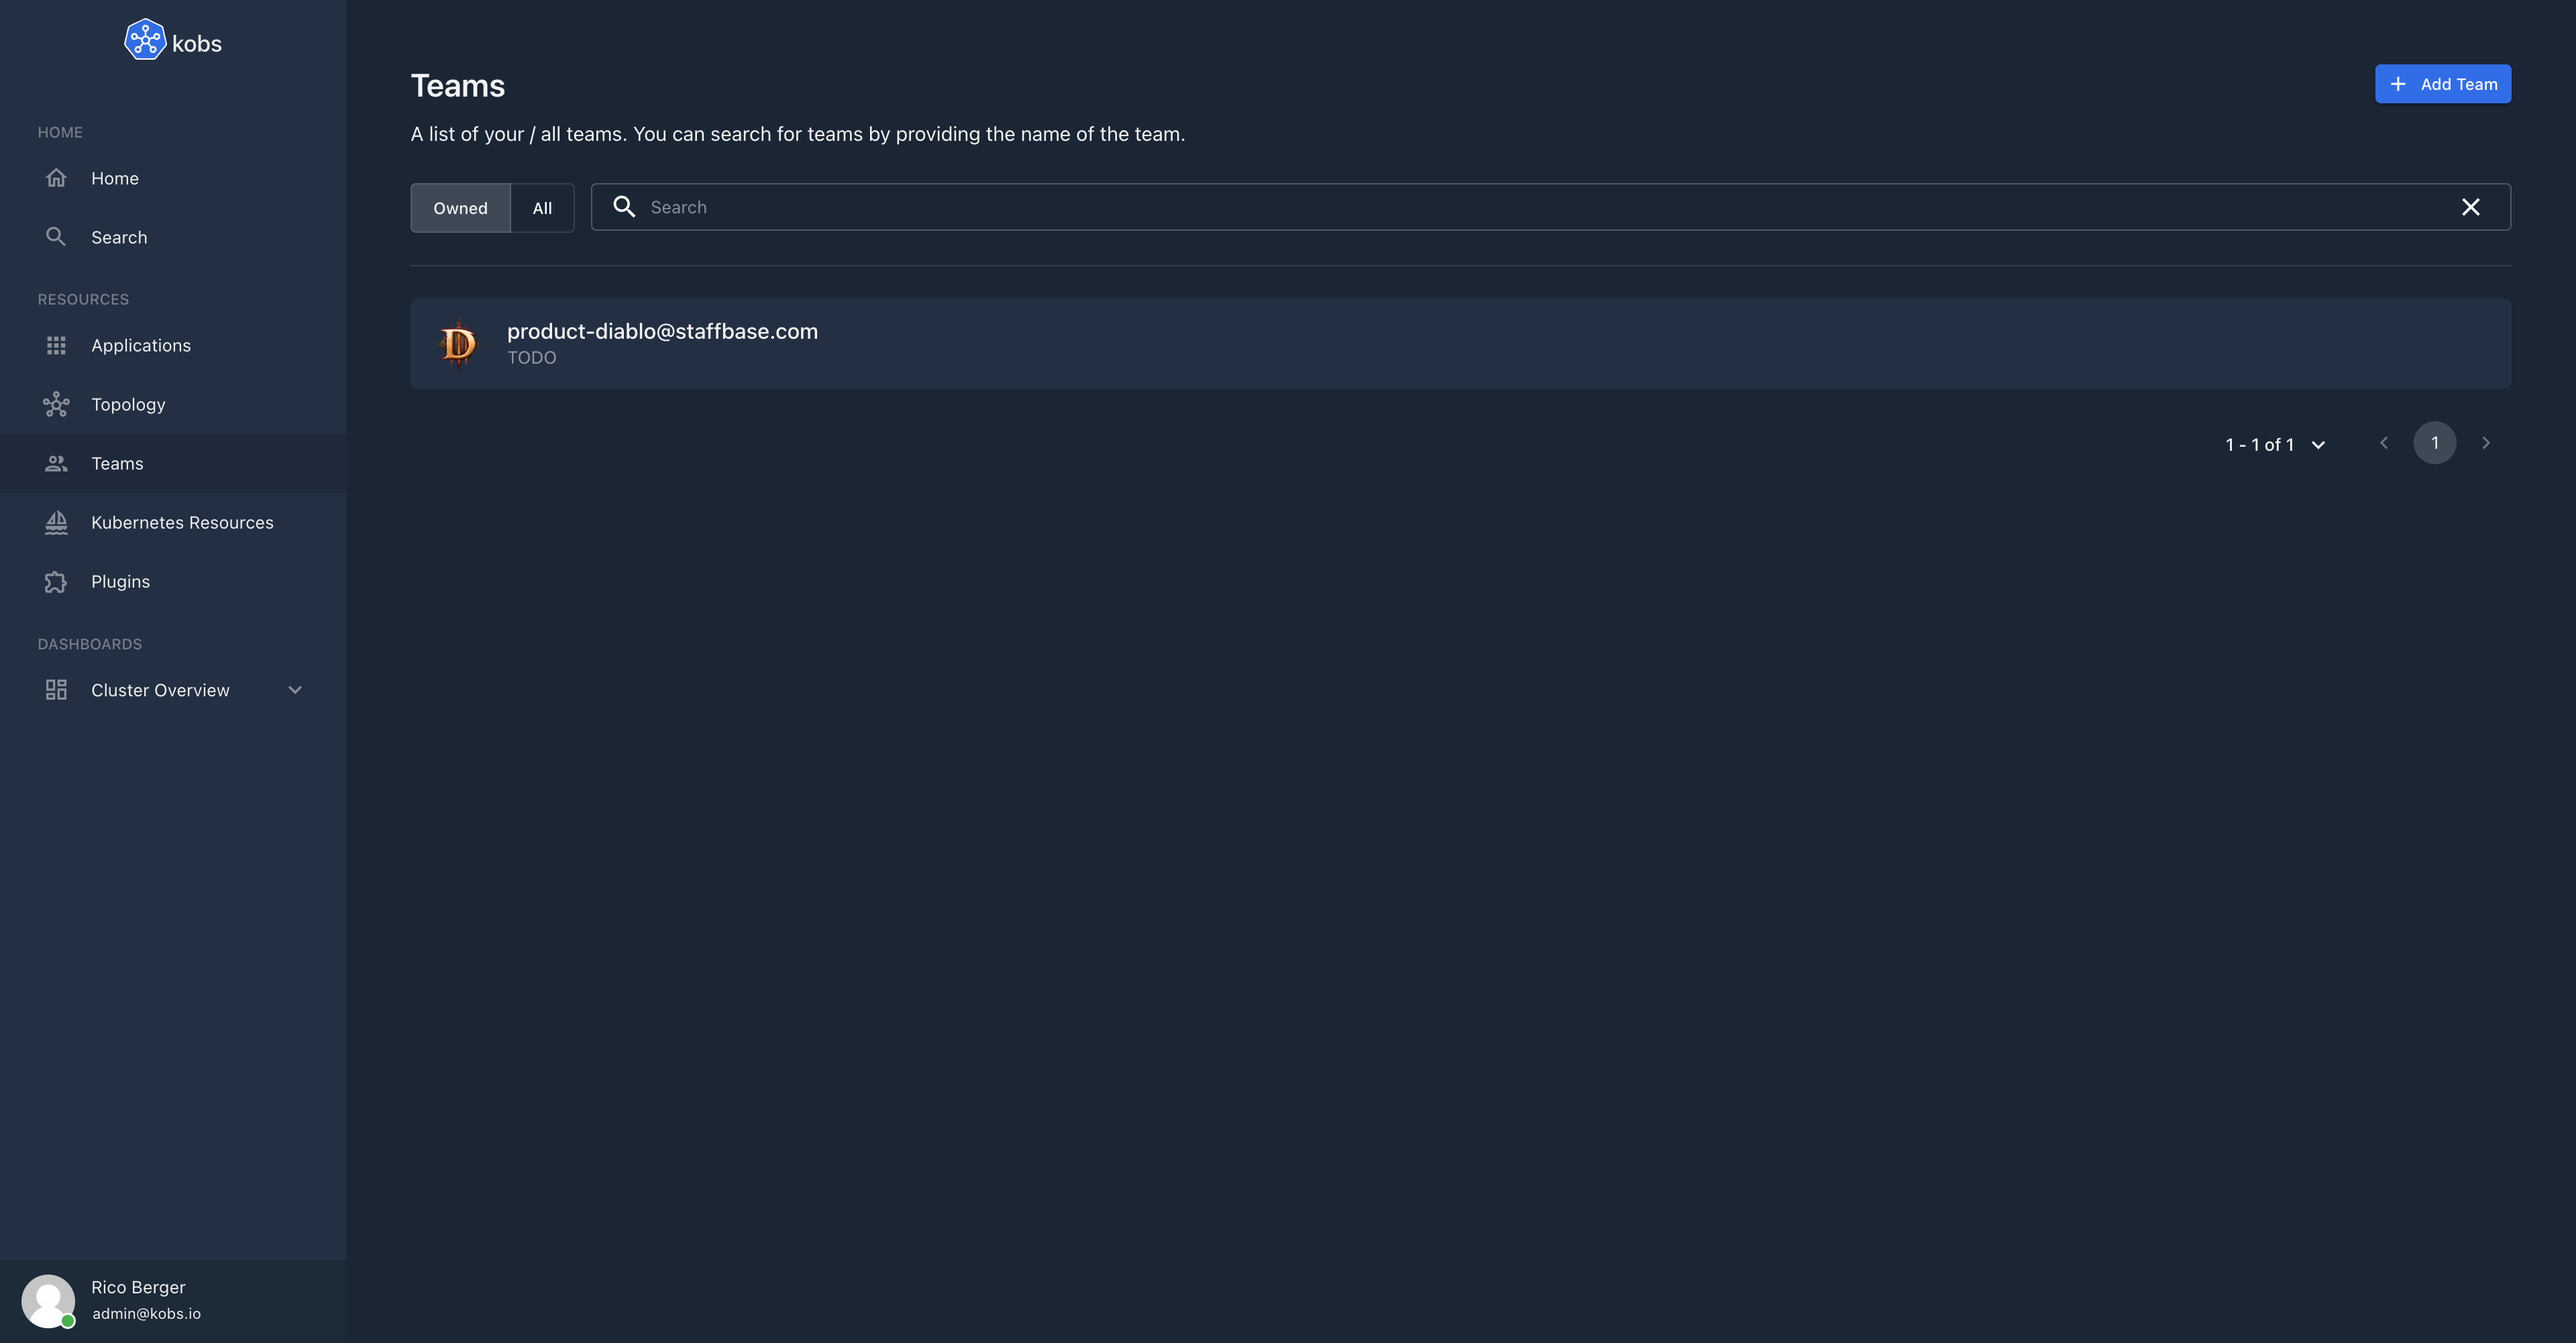 kobs
HOME
Home
Search
RESOURCES
Applications
Topology
Teams
Kubernetes Resources
Plugins
DASHBOARDS
Cluster Overview
Rico Berger
admin@kobs.io
Teams
Add Team
A list of your / all teams. You can search for teams by providing the name of the team.
Owned
All
Search
D
product-diablo@staffbase.com
TODO
1 - 1 of 1
1